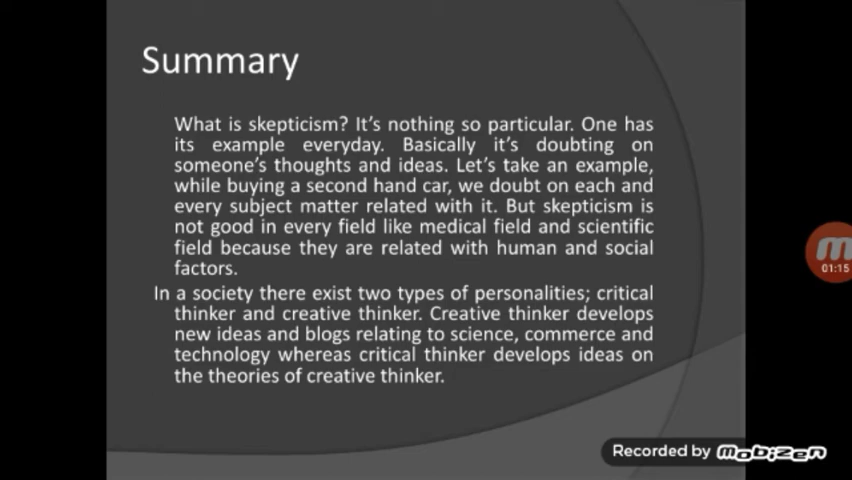 Summary
What is skepticism? It's nothing so particular. One has
its example everyday. Basically it's doubting on
someone's thoughts and ideas. Let's take an example,
while buying a second hand car, we doubt on each and
every subject matter related with it. But skepticism is
not good in every field like medical field and scientific
field because they are related with human and social
factors.
In a society there exist two types of personalities; critical
thinker and creative thinker. Creative thinker develops
new ideas and blogs relating to science, commerce and
technology whereas critical thinker develops ideas on
the theories of creative thinker.
01:15
Recorded by mobizen